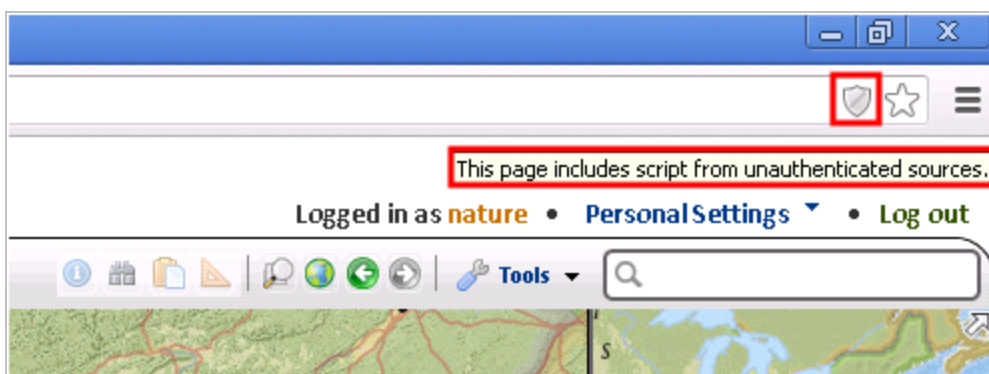 This page includes script from unauthenticated sources.
Logged in as nature • Personal Settings • Log out
Tools
S